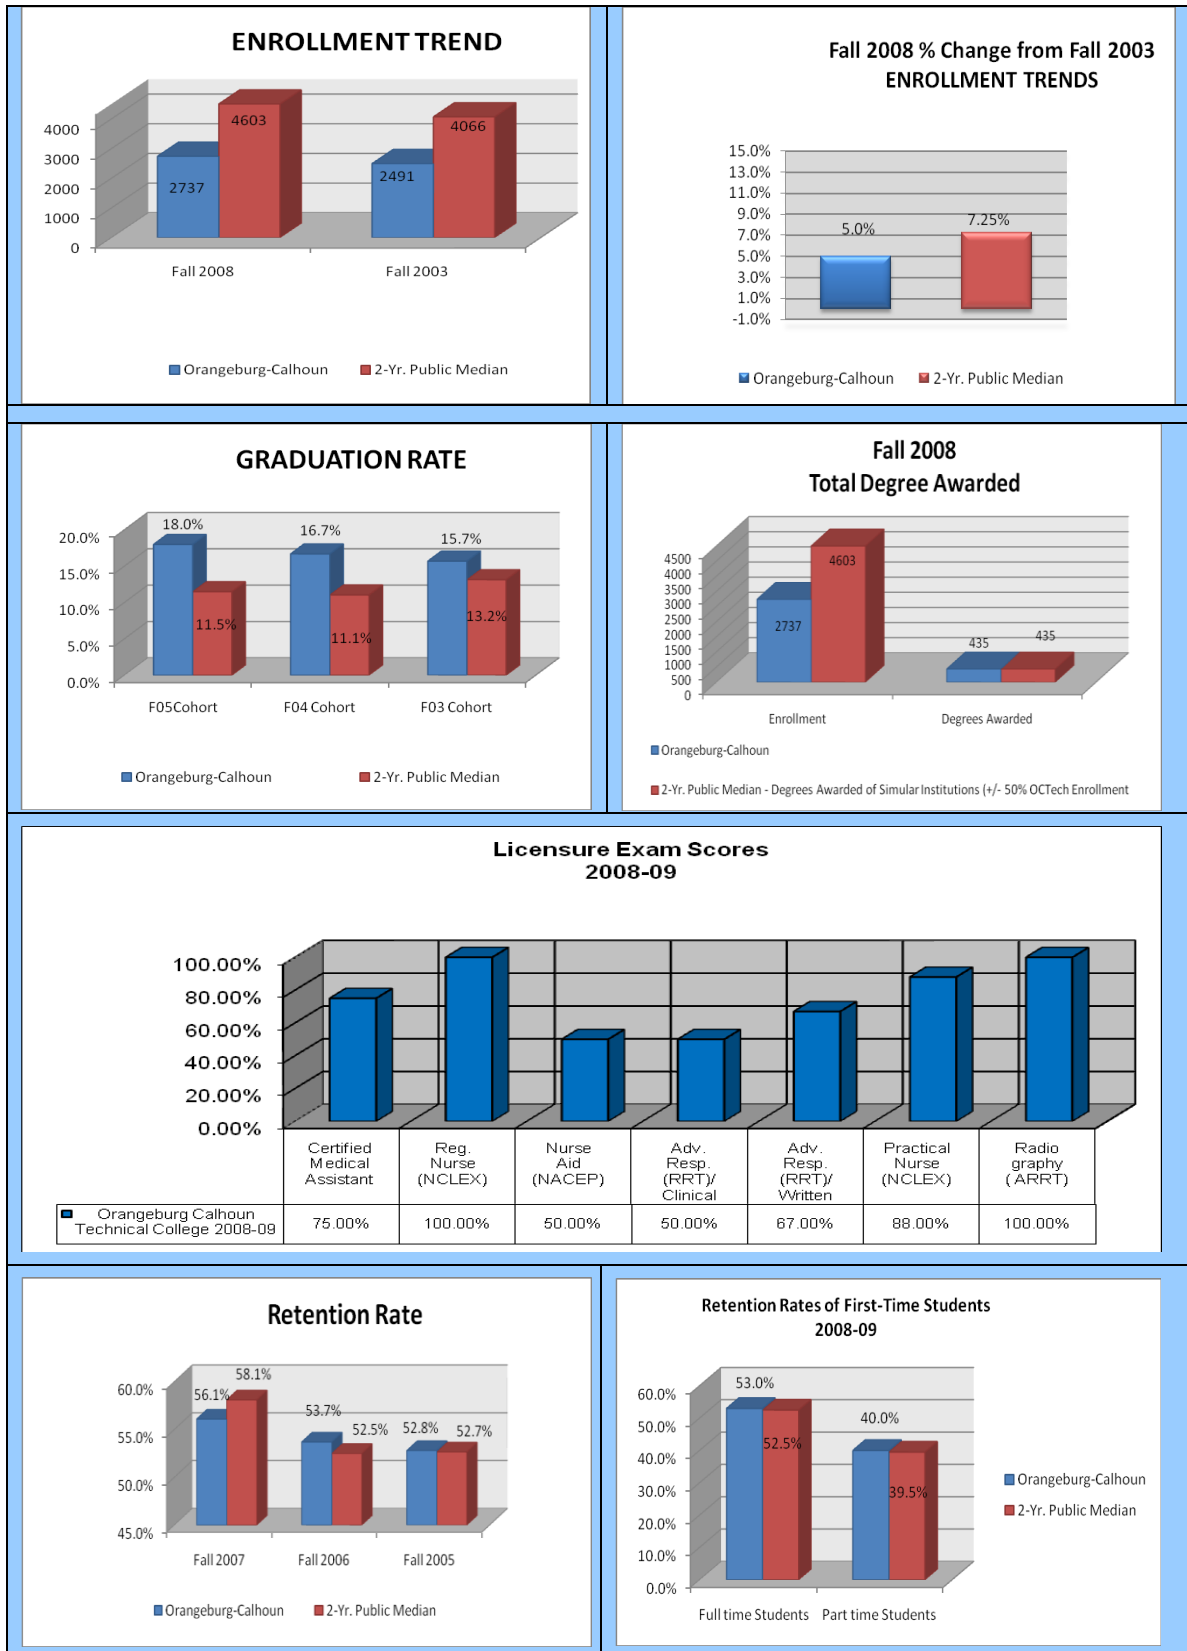 ENROLLMENT TREND
4000
3000
2000
1000
0
2737
4603
2491
4066
Fall 2008
Fall 2003
Orangeburg-Calhoun
2-Yr. Public Median
Fall 2008 % Change from Fall 2003
ENROLLMENT TRENDS
15.0%
13.0%
11.0%
9.0%
7.0%
5.0%
3.0%
1.0%
-1.0%
5.0%
7.25%
Orangeburg-Calhoun
2-Yr. Public Median
GRADUATION RATE
20.0%
15.0%
10.0%
5.0%
0.0%
18.0%
11.5%
16.7%
11.1%
15.7%
13.2%
F05Cohort
F04 Cohort
F03 Cohort
Orangeburg-Calhoun
2-Yr. Public Median
Fall 2008
Total Degree Awarded
4500
4000
3500
3000
2500
2000
1500
1000
500
0
2737
4603
435
435
Enrollment
Degrees Awarded
Orangeburg-Calhoun
2-Yr. Public Median - Degrees Awarded of Simular Institutions (+/- 50% OCTech Enrollment
Licensure Exam Scores
2008-09
100.00%
80.00%
60.00%
40.00%
20.00%
0.00%
Certified
Medical
Assistant
Reg.
Nurse
(NCLEX)
Nurse
Aid
(NACEP)
Adv.
Resp.
(RRT)/
Clinical
Adv.
Resp.
(RRT)/
Written
Practical
Nurse
(NCLEX)
Radio
graphy
( ARRT)
Orangeburg Calhoun
Technical College 2008-09
75.00%
100.00%
50.00%
50.00%
67.00%
88.00%
100.00%
Retention Rate
60.0%
55.0%
50.0%
45.0%
56.1%
58.1%
53.7%
52.5%
52.8%
52.7%
Fall 2007
Fall 2006
Fall 2005
Orangeburg-Calhoun
2-Yr. Public Median
Retention Rates of First-Time Students
2008-09
60.0%
50.0%
40.0%
30.0%
20.0%
10.0%
0.0%
53.0%
52.5%
40.0%
39.5%
Full time Students
Part time Students
Orangeburg-Calhoun
2-Yr. Public Median